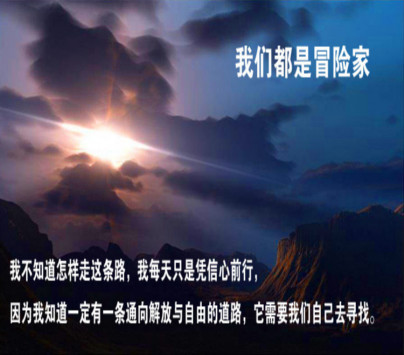 我们都是冒险家
我不知道怎样走这条路，我每天只是凭信心前行，
因为我知道一定有一条通向解放与自由的道路，它需要我们自己去寻找。